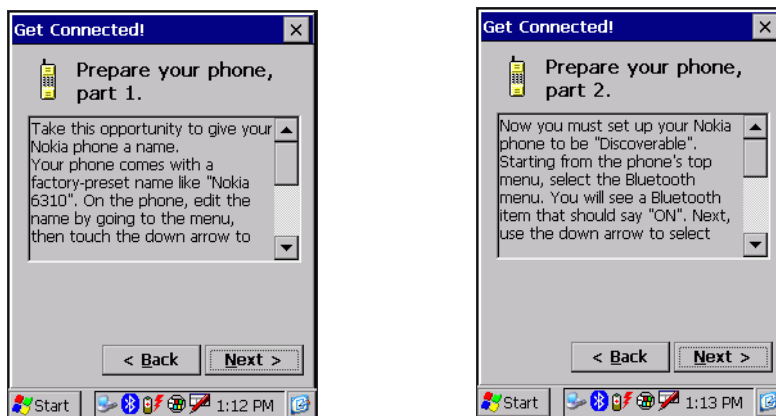 Get Connected!
Prepare your phone,
part 1.
Take this opportunity to give your
Nokia phone a name.
Your phone comes with a
factory-preset name like "Nokia
6310". On the phone, edit the
name by going to the menu,
then touch the down arrow to
< Back
Next >
Start
1:12 PM
Get Connected!
Prepare your phone,
part 2.
Now you must set up your Nokia
phone to be "Discoverable".
Starting from the phone's top
menu, select the Bluetooth
menu. You will see a Bluetooth
item that should say "ON". Next,
use the down arrow to select
< Back
Next >
Start
1:13 PM